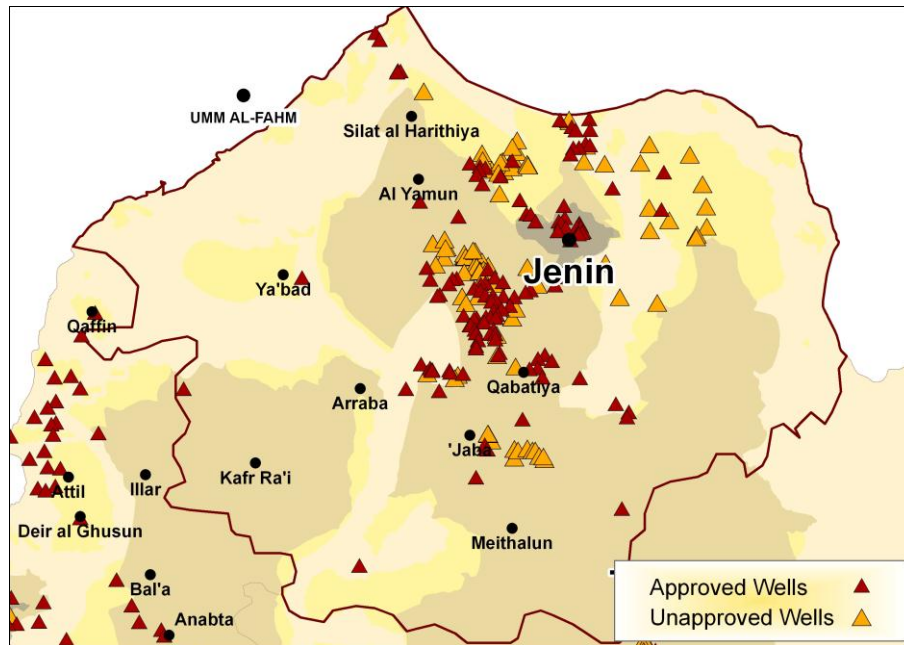 UMM AL-FAHM
Silat al Harithiya
Al Yamun
Jenin
Ya'bad
Qaffin
Arraba
Qabatiya
'Jaba
Attil
Illar
Kafr Ra'i
Deir al Ghusun
Meithalun
Bal'a
Anabta
Approved Wells
Unapproved Wells